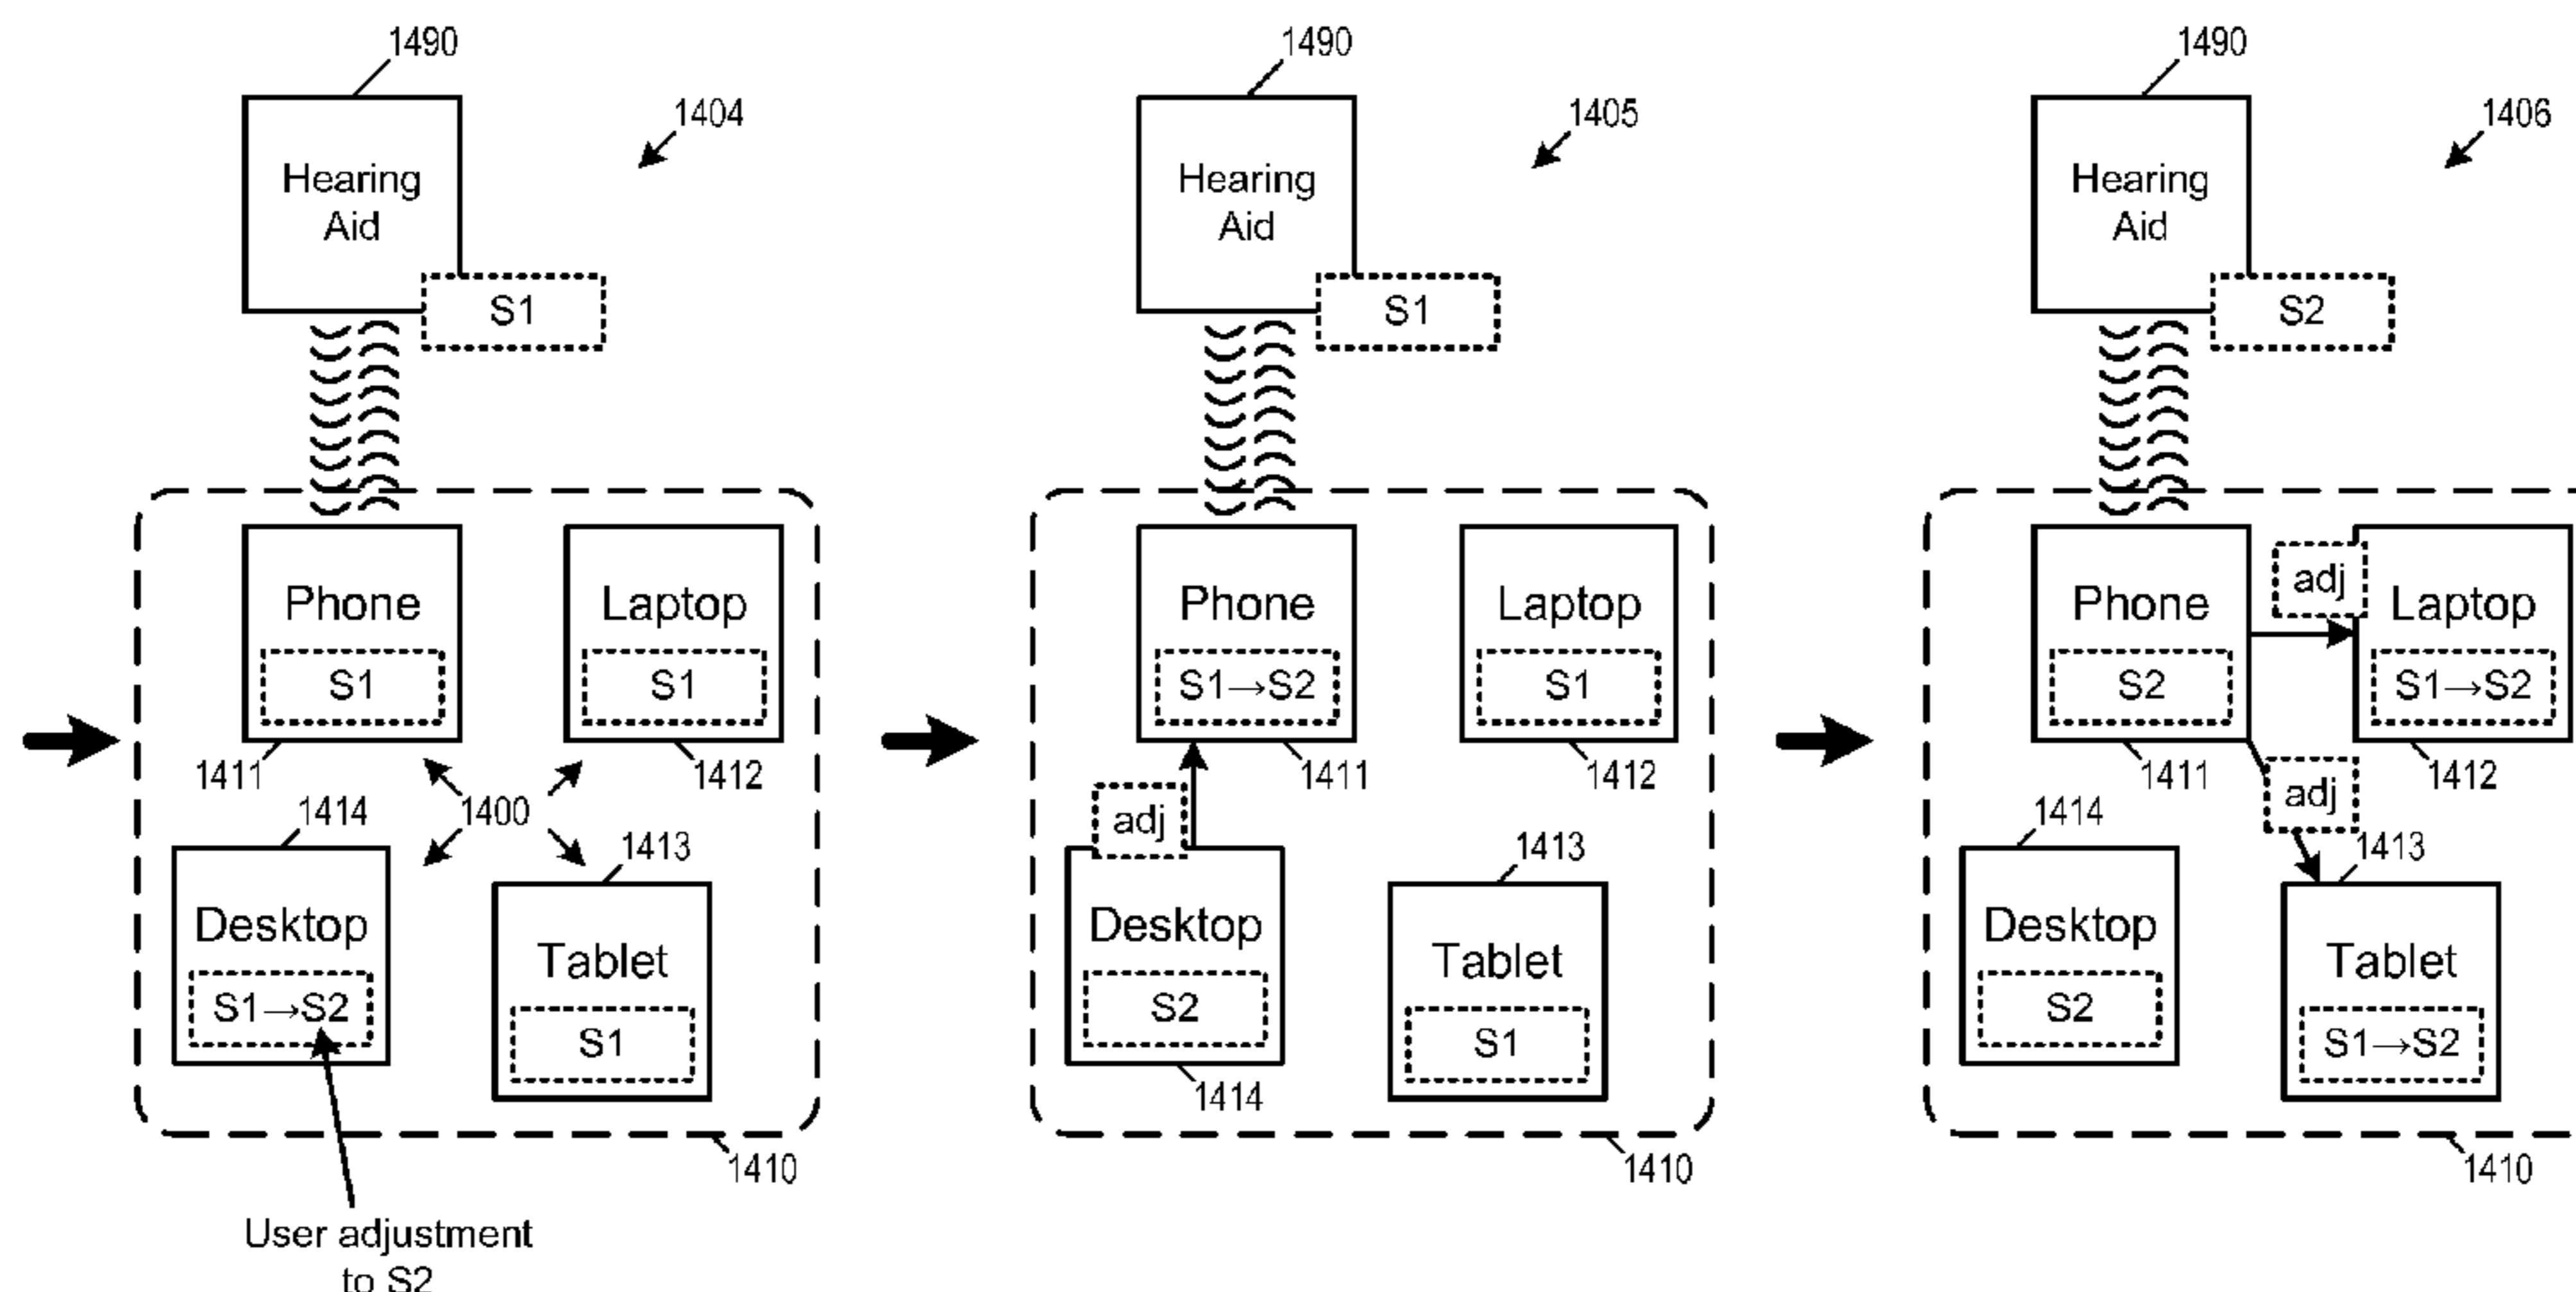 1490
1404
Hearing
Aid
S1
Phone
S1
1411
Laptop
S1
1412
1400
1414
Desktop
S1→S2
1413
Tablet
S1
1410
User adjustment
to S2
1490
1405
Hearing
Aid
S1
Phone
S1→S2
1411
Laptop
S1
1412
adj
Desktop
S2
1414
1413
Tablet
S1
1410
1490
1406
Hearing
Aid
S2
Phone
S2
1411
adj
Laptop
S1→S2
1412
adj
1414
Desktop
S2
1413
Tablet
S1→S2
1410